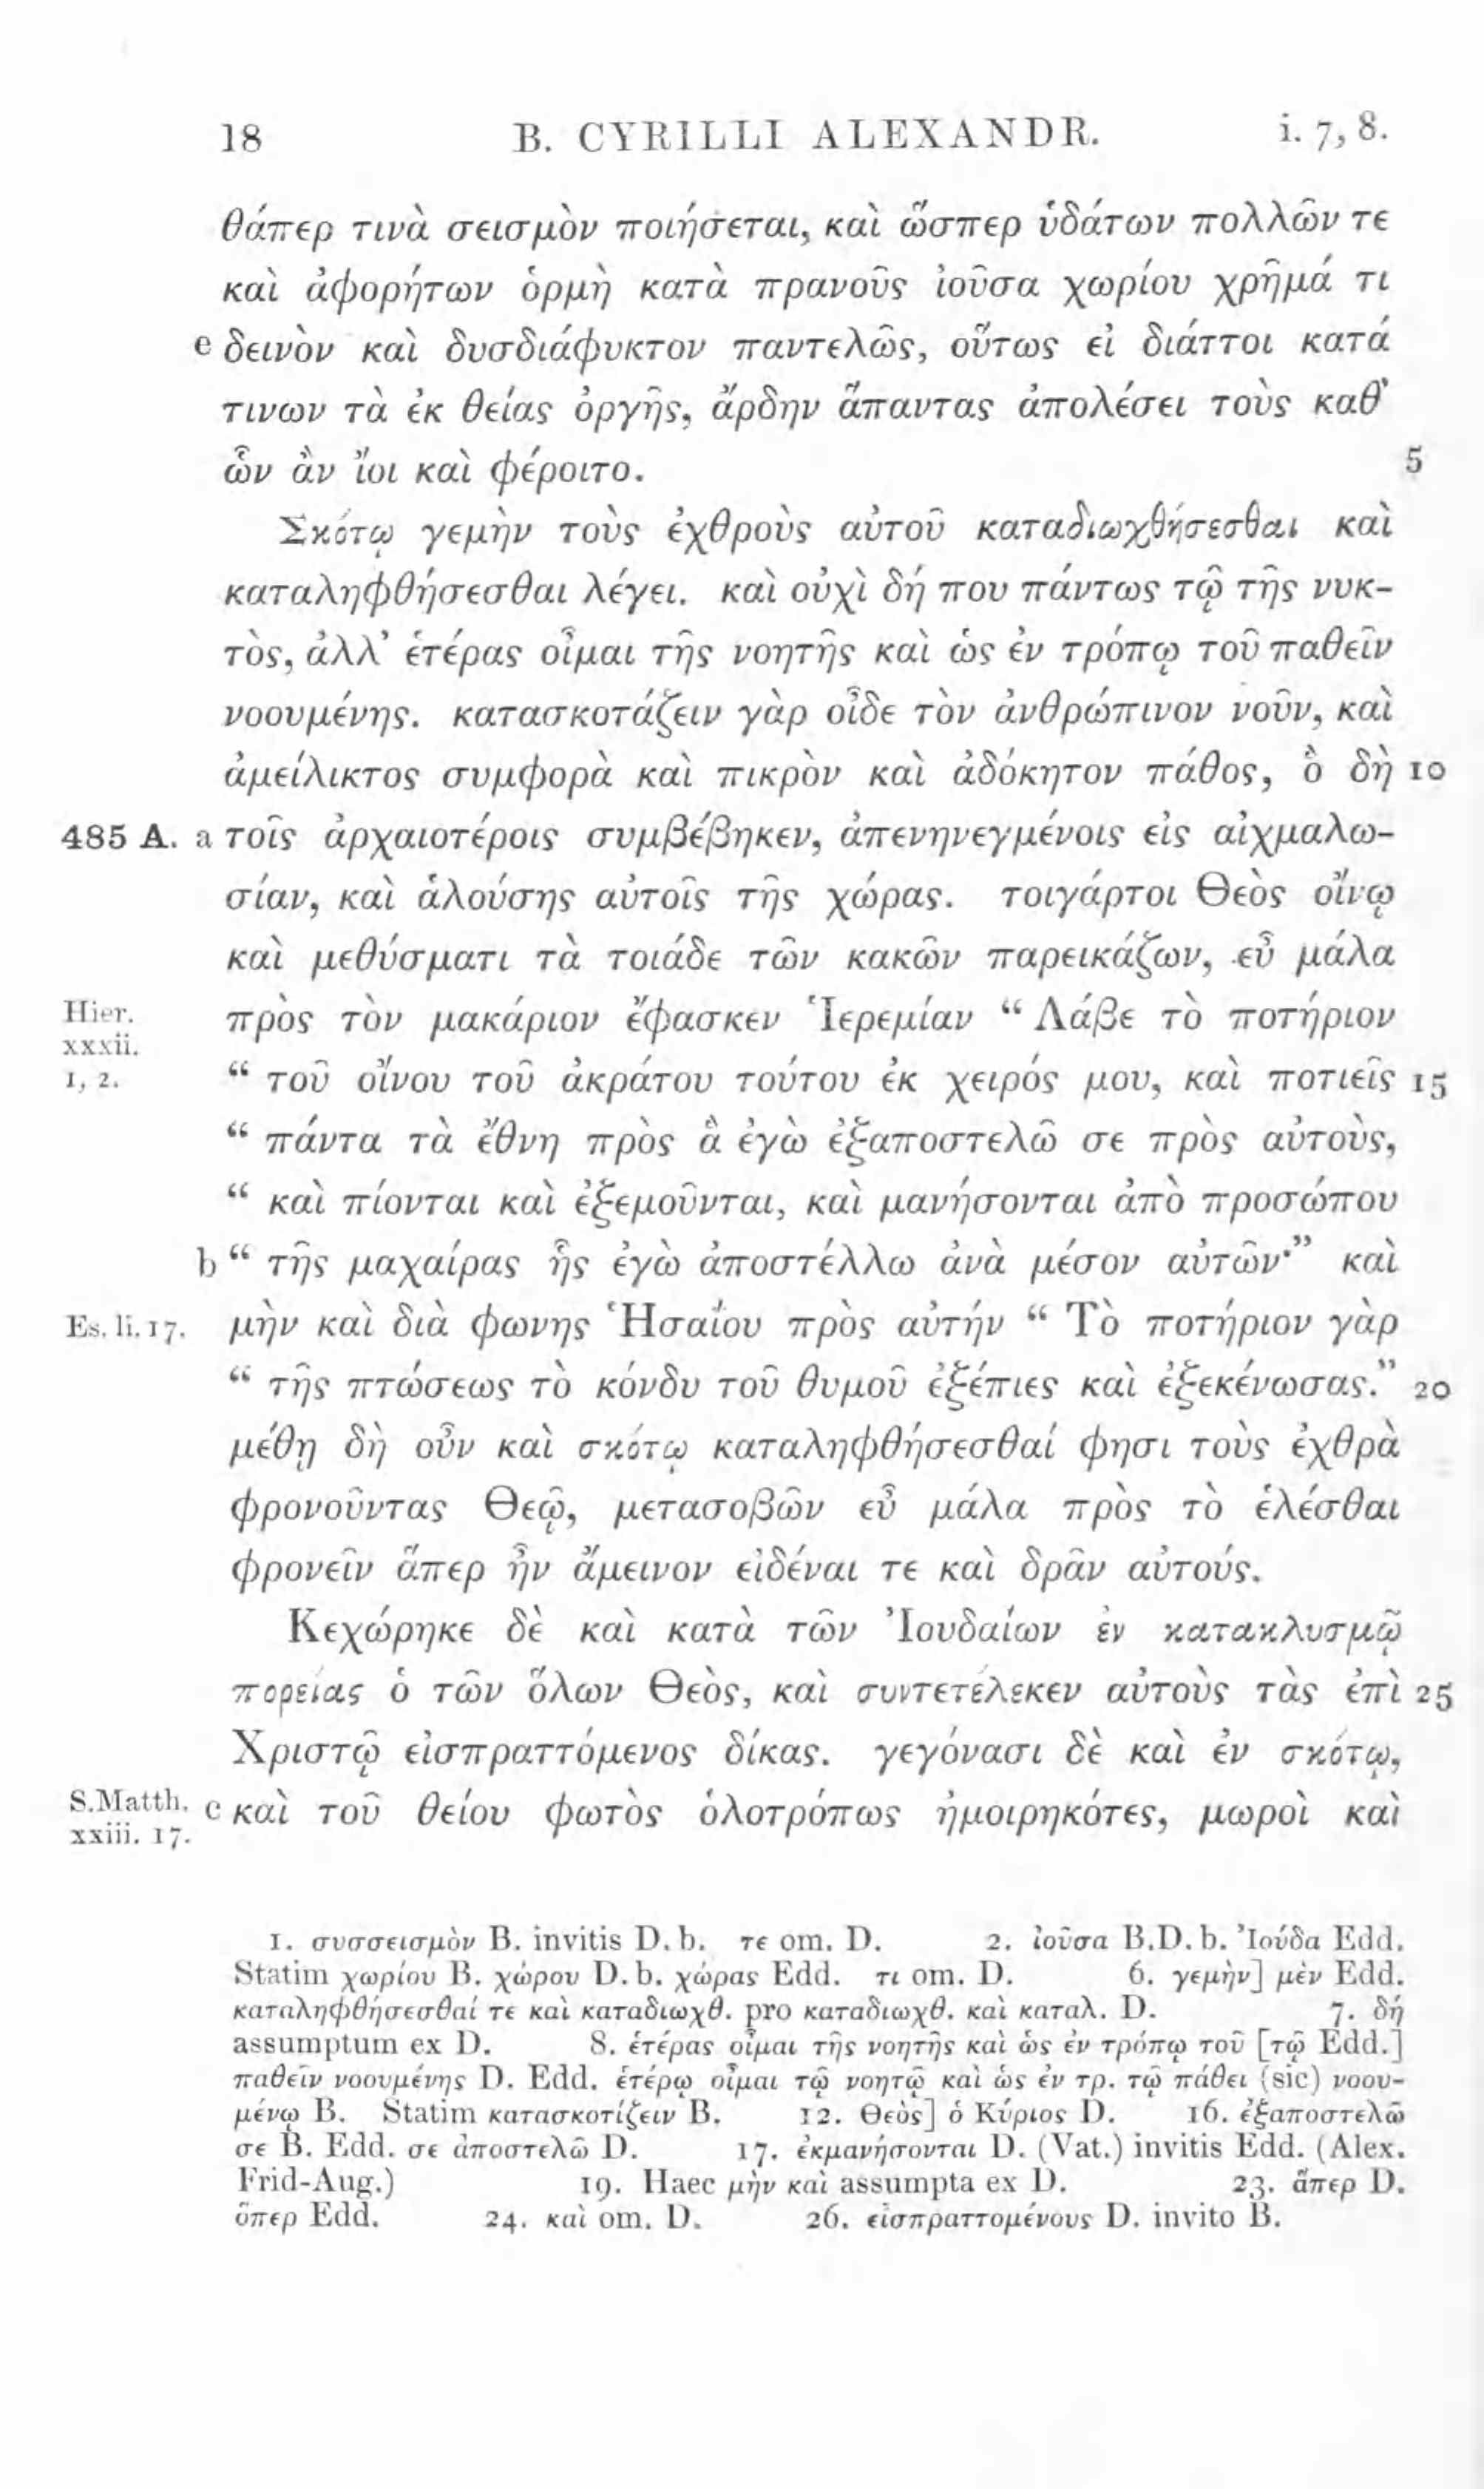 18 B. CYRILLI ALEXANDR. i. 7, 8.
θάπερ τινὰ σεισμὸν ποιήσεται, καὶ ὥσπερ ὑδάτων πολλῶν τε
καὶ ἀφορήτων ὁρμὴ κατὰ πρανοῦς ἰοῦσα χωρίου χρῆμά τι
e δεινὸν καὶ δυσδιάφυκτον παντελῶς, οὕτως εἰ διάττοι κατά
τινων τὰ ἐκ θείας ὀργῆς, ἄρδην ἅπαντας ἀπολέσει τοὺς καθ'
ὧν ἂν ἴοι καὶ φέροιτο. 5
Σκότῳ γεμὴν τοὺς ἐχθροὺς αὐτοῦ καταδιωχθήσεσθαι καὶ
καταληφθήσεσθαι λέγει. καὶ οὐχὶ δή που πάντως τῷ τῆς νυκ-
τὸς, ἀλλ' ἑτέρας οἶμαι τῆς νοητῆς καὶ ὡς ἐν τρόπῳ τοῦ παθεῖν
νοουμένης. κατασκοτάζειν γὰρ οἶδε τὸν ἀνθρώπινον νοῦν, καὶ
ἀμείλικτος συμφορὰ καὶ πικρὸν καὶ ἀδόκητον πάθος, ὃ δὴ 10
485 A. a τοῖς ἀρχαιοτέροις συμβέβηκεν, ἀπενηνεγμένοις εἰς αἰχμαλω-
σίαν, καὶ ἁλούσης αὐτοῖς τῆς χώρας. τοιγάρτοι Θεὸς οἴνῳ
καὶ μεθύσματι τὰ τοιάδε τῶν κακῶν παρεικάζων, εὖ μάλα
Hier. πρὸς τὸν μακάριον ἔφασκεν Ἱερεμίαν “ Λάβε τὸ ποτήριον
xxxii.
1, 2. “ τοῦ οἴνου τοῦ ἀκράτου τούτου ἐκ χειρός μου, καὶ ποτιεῖς 15
“ πάντα τὰ ἔθνη πρὸς ἃ ἐγὼ ἐξαποστελῶ σε πρὸς αὐτοὺς,
“ καὶ πίονται καὶ ἐξεμοῦνται, καὶ μανήσονται ἀπὸ προσώπου
b “ τῆς μαχαίρας ἧς ἐγὼ ἀποστέλλω ἀνὰ μέσον αὐτῶν·” καὶ
Es. li. 17. μὴν καὶ διὰ φωνης Ἡσαΐου πρὸς αὐτήν “ Τὸ ποτήριον γὰρ
“ τῆς πτώσεως τὸ κόνδυ τοῦ θυμοῦ ἐξέπιες καὶ ἐξεκένωσας.” 20
μέθῃ δὴ οὖν καὶ σκότῳ καταληφθήσεσθαί φησι τοὺς ἐχθρὰ
φρονοῦντας Θεῷ, μετασοβῶν εὖ μάλα πρὸς τὸ ἑλέσθαι
φρονεῖν ἅπερ ἦν ἄμεινον εἰδέναι τε καὶ δρᾶν αὐτούς.
Κεχώρηκε δὲ καὶ κατὰ τῶν Ἰουδαίων ἐν κατακλυσμῷ
πορείας ὁ τῶν ὅλων Θεὸς, καὶ συντετέλεκεν αὐτοὺς τὰς ἐπὶ 25
Χριστῷ εἰσπραττόμενος δίκας. γεγόνασι δὲ καὶ ἐν σκότῳ,
S.Matth. c καὶ τοῦ θείου φωτὸς ὁλοτρόπως ἠμοιρηκότες, μωροὶ καὶ
xxiii. 17.
1. συσσεισμὸν B. invitis D. b. τε om. D. 2. ἰοῦσα B.D. b. Ἰούδα Edd.
Statim χωρίου B. χώρου D. b. χώρας Edd. τι om. D. 6. γεμὴν] μὲν Edd.
καταληφθήσεσθαί τε καὶ καταδιωχθ. pro καταδιωχθ. καὶ καταλ. D. 7. δή
assumptum ex D. 8. ἑτέρας οἶμαι τῆς νοητῆς καὶ ὡς ἐν τρόπῳ τοῦ [τῷ Edd.]
παθεῖν νοουμένης D. Edd. ἑτέρῳ οἶμαι τῷ νοητῷ καὶ ὡς ἐν τρ. τῷ πάθει (sic) νοου-
μένῳ B. Statim κατασκοτίζειν B. 12. Θεὸς] ὁ Κύριος D. 16. ἐξαποστελῶ
σε B. Edd. σε ἀποστελῶ D. 17. ἐκμανήσονται D. (Vat.) invitis Edd. (Alex.
Frid-Aug.) 19. Haec μὴν καὶ assumpta ex D. 23. ἅπερ D.
ὅπερ Edd. 24. καὶ om. D. 26. εἰσπραττομένους D. invito B.